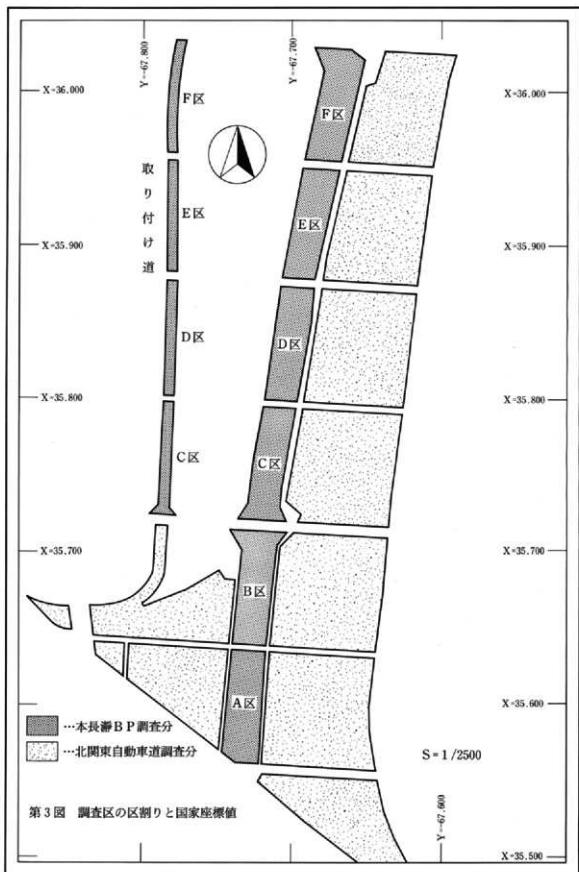 Y=-67.800
Y=-67.700
X=36.000
X=36.000
F区
F区
取り付け道
E区
E区
X=35.900
X=35.900
D区
D区
X=35.800
X=35.800
C区
C区
X=35.700
X=35.700
B区
X=35.600
A区
…本長瀞BP調査分
…北関東自動車道調査分
S=1/2500
第3図 調査区の区割りと国家座標値
Y=-67.600
X=35.500